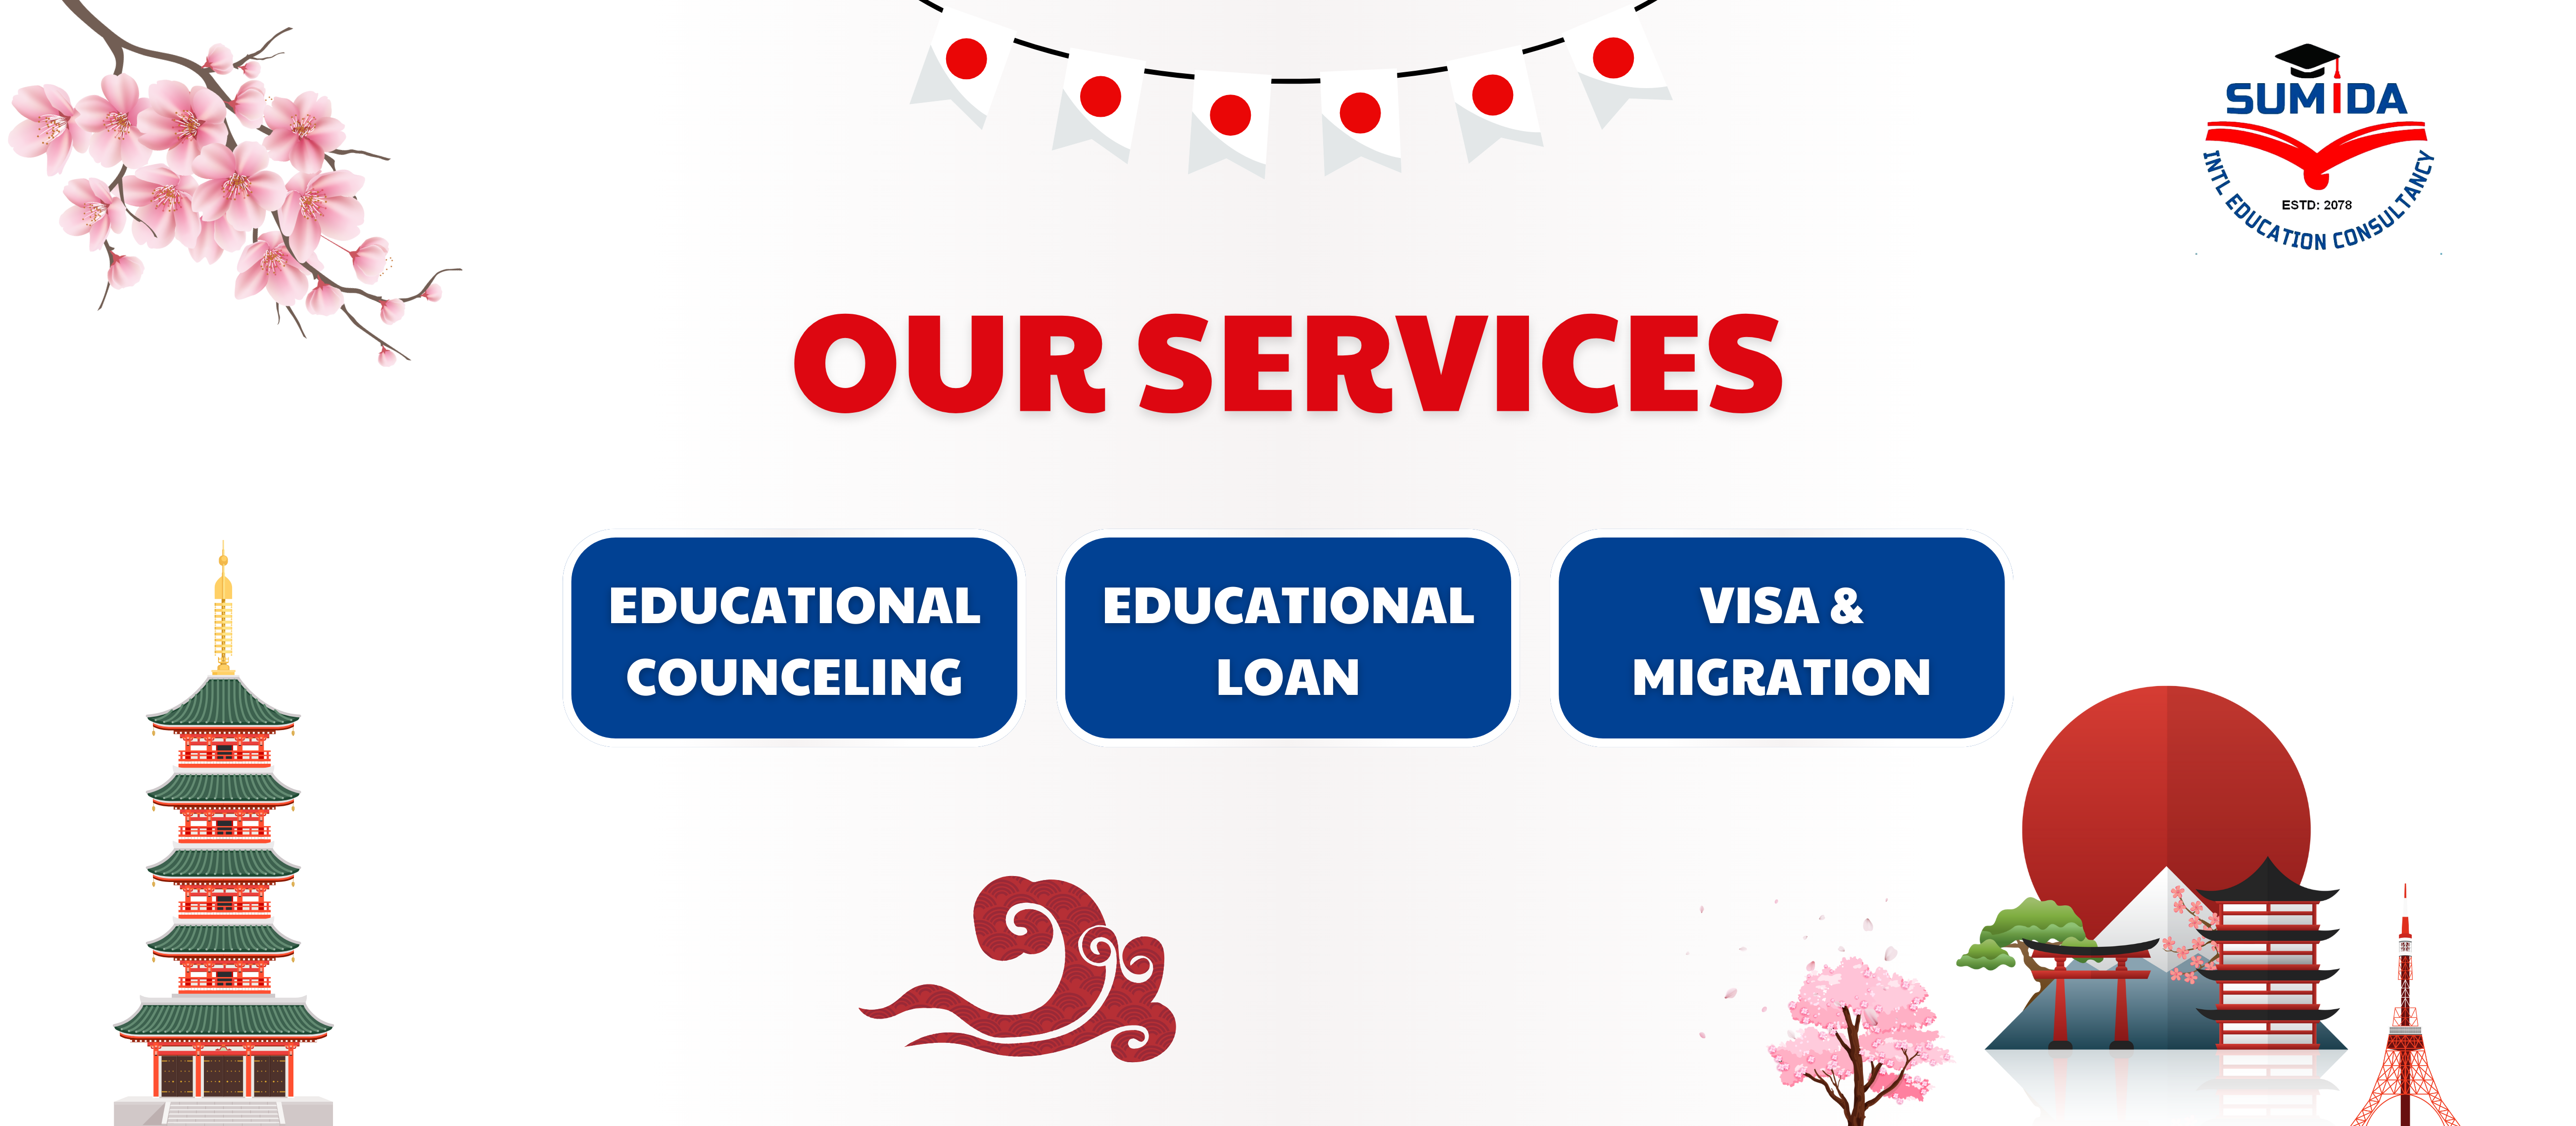 SUMIDA
INTL EDUCATION CONSULTANCY
ESTD: 2078
OUR SERVICES
EDUCATIONAL
COUNCELING
EDUCATIONAL
LOAN
VISA &
MIGRATION